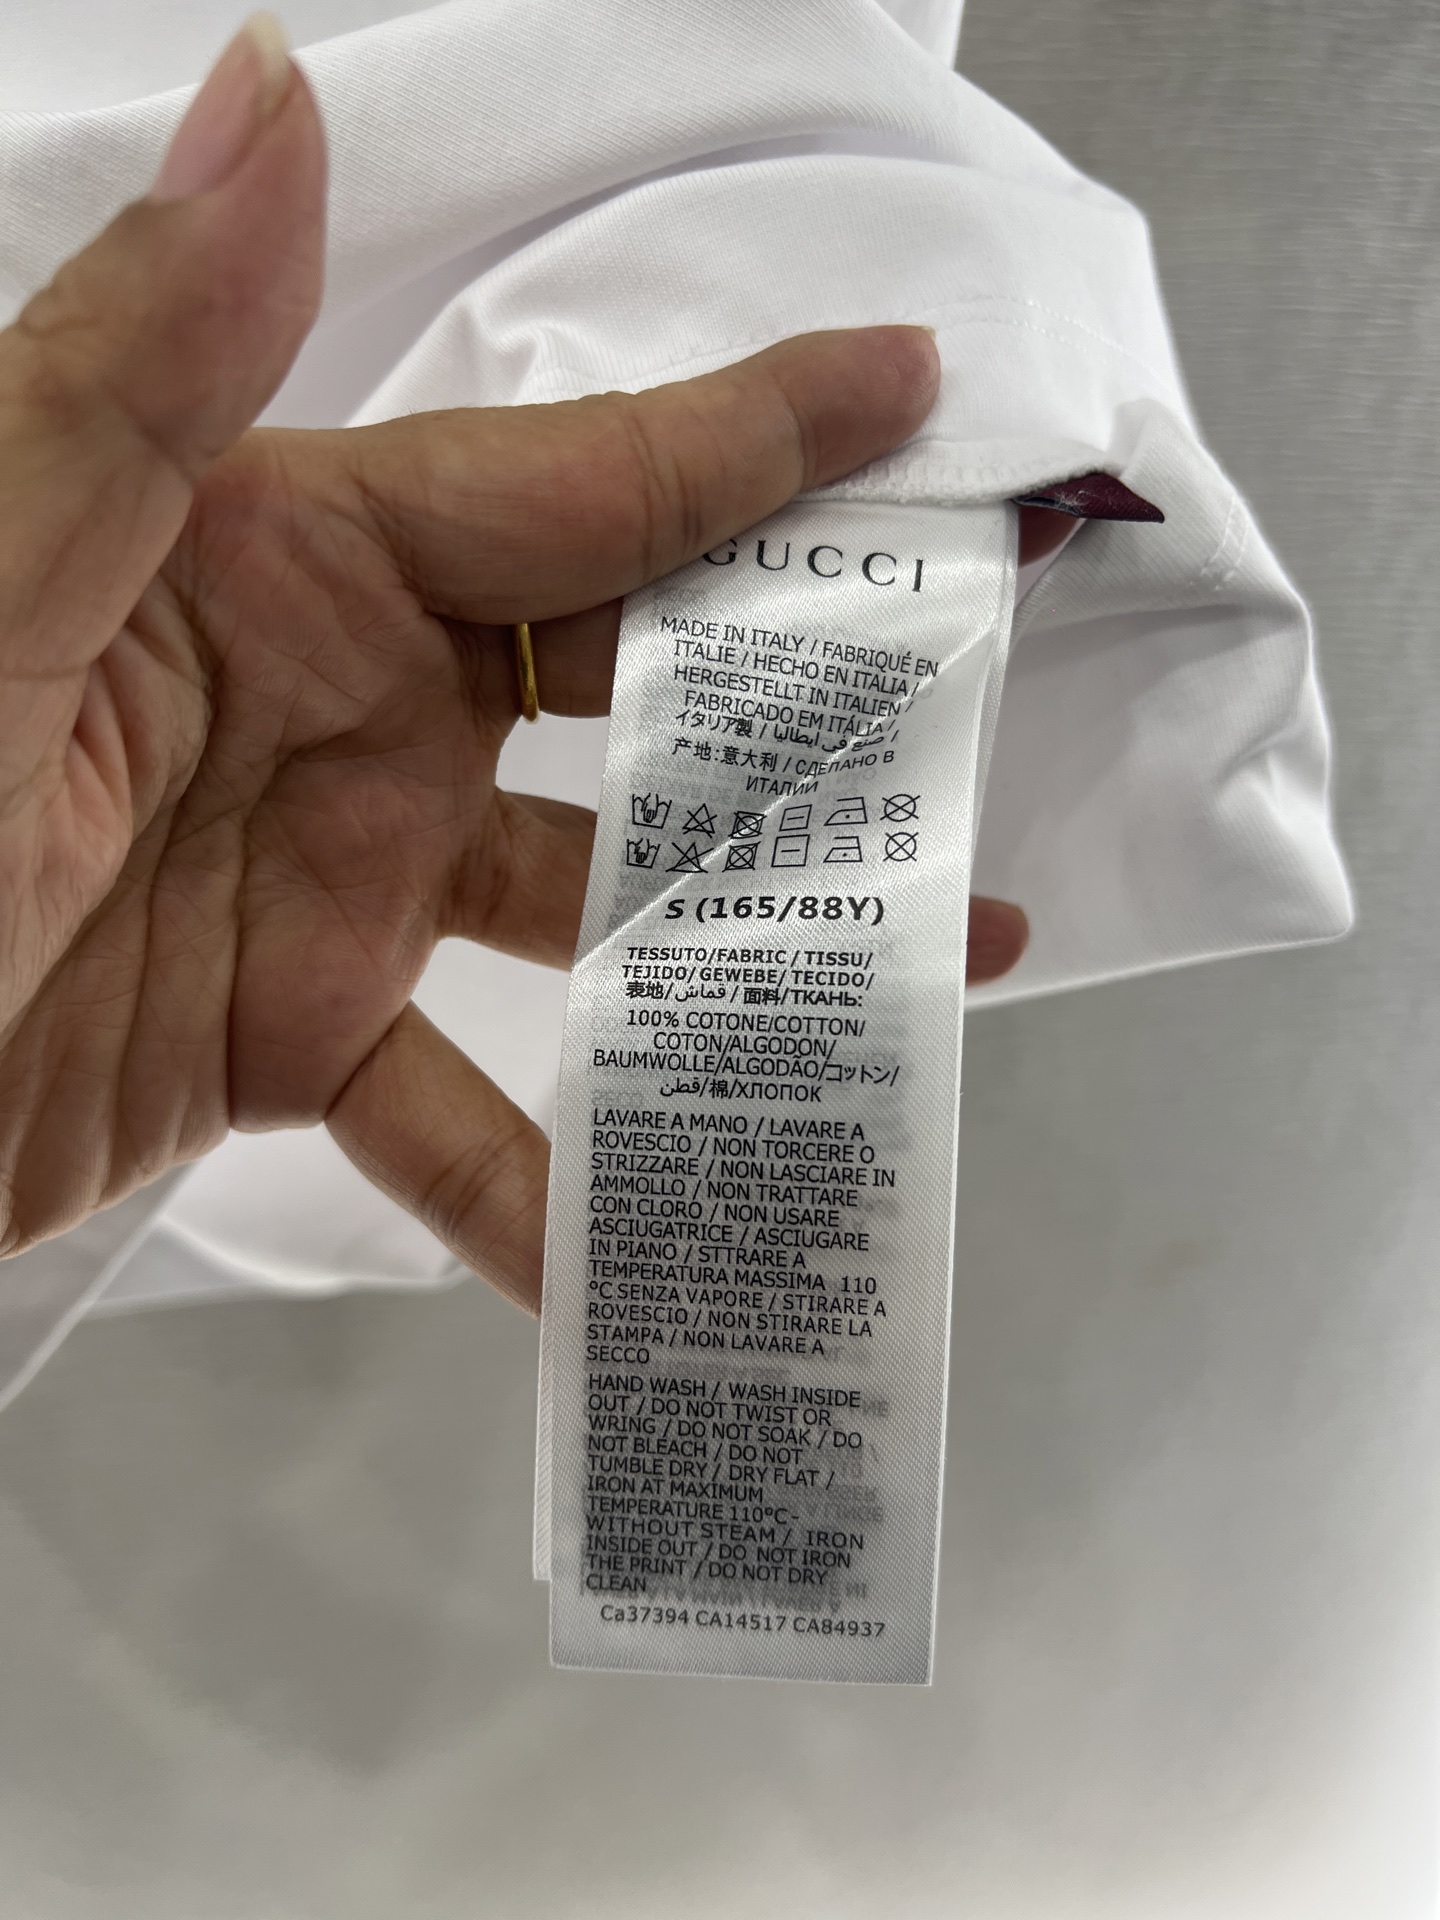 GUCCI
MADE IN ITALY / FABRIQUÉ EN
ITALIE / HECHO EN ITALIA /
HERGESTELLT IN ITALIEN /
FABRICADO EM ITÁLIA /
イタリア製 / صنع في ايطاليا /
产地:意大利 / СДЕЛАНО В
ИТАЛИИ
S (165/88Y)
TESSUTO/FABRIC / TISSU/
TEJIDO/ GEWEBE/ TECIDO/
表地/قماش / 面料/ТКАНЬ:
100% COTONE/COTTON/
COTON/ALGODON/
BAUMWOLLE/ALGODÃO/コットン/
قطن/棉/ХЛОПОК
LAVARE A MANO / LAVARE A
ROVESCIO / NON TORCERE O
STRIZZARE / NON LASCIARE IN
AMMOLLO / NON TRATTARE
CON CLORO / NON USARE
ASCIUGATRICE / ASCIUGARE
IN PIANO / STTRARE A
TEMPERATURA MASSIMA 110
°C SENZA VAPORE / STIRARE A
ROVESCIO / NON STIRARE LA
STAMPA / NON LAVARE A
SECCO
HAND WASH / WASH INSIDE
OUT / DO NOT TWIST OR
WRING / DO NOT SOAK / DO
NOT BLEACH / DO NOT
TUMBLE DRY / DRY FLAT /
IRON AT MAXIMUM
TEMPERATURE 110°C-
WITHOUT STEAM / IRON
INSIDE OUT / DO NOT IRON
THE PRINT / DO NOT DRY
CLEAN
Ca37394 CA14517 CA84937